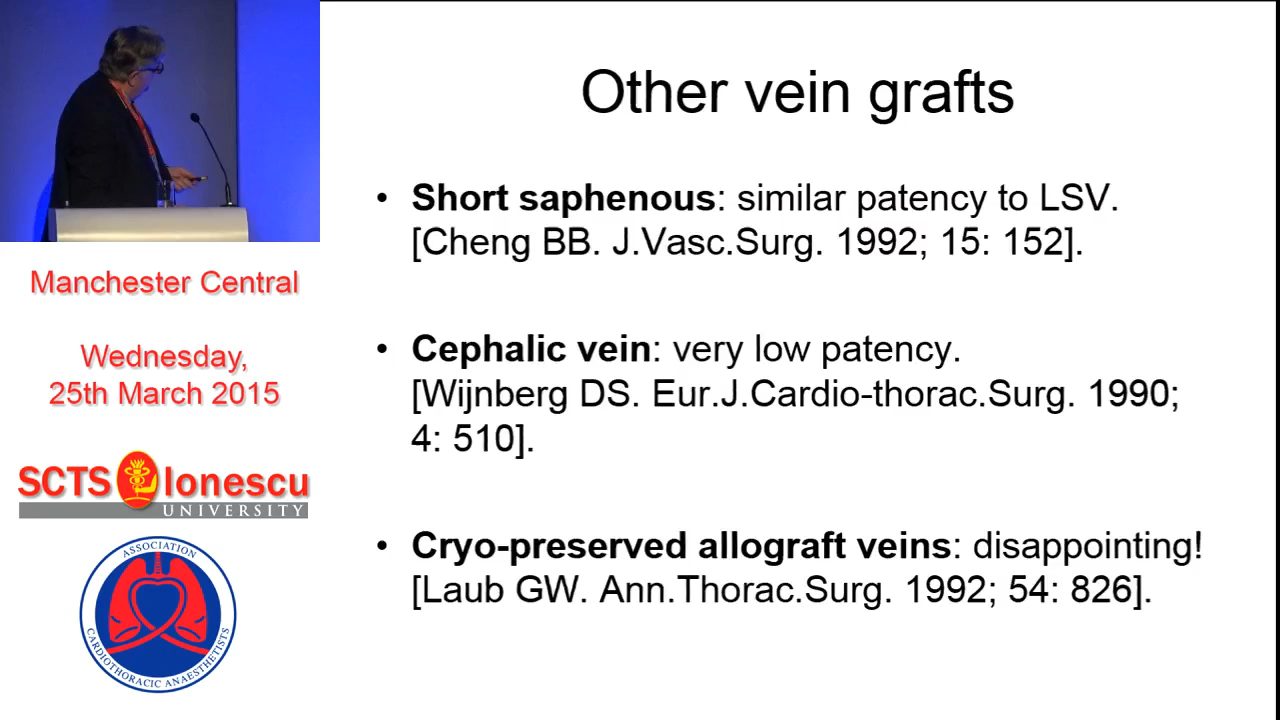 Other vein grafts
• Short saphenous: similar patency to LSV.
[Cheng BB. J.Vasc.Surg. 1992; 15: 152].
• Cephalic vein: very low patency.
[Wijnberg DS. Eur.J.Cardio-thorac.Surg. 1990;
4: 510].
• Cryo-preserved allograft veins: disappointing!
[Laub GW. Ann.Thorac.Surg. 1992; 54: 826].
Manchester Central
Wednesday,
25th March 2015
SCTS Ionescu
UNIVERSITY
ASSOCIATION
CARDIOTHORACIC ANAESTHETISTS